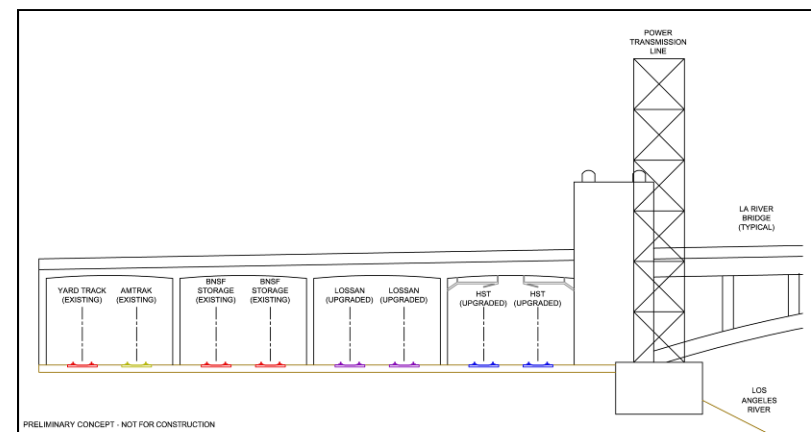 POWER
TRANSMISSION
LINE
LA RIVER
BRIDGE
(TYPICAL)
YARD TRACK
(EXISTING)
AMTRAK
(EXISTING)
BNSF
STORAGE
(EXISTING)
BNSF
STORAGE
(EXISTING)
LOSSAN
(UPGRADED)
LOSSAN
(UPGRADED)
HST
(UPGRADED)
HST
(UPGRADED)
LOS
ANGELES
RIVER
PRELIMINARY CONCEPT - NOT FOR CONSTRUCTION